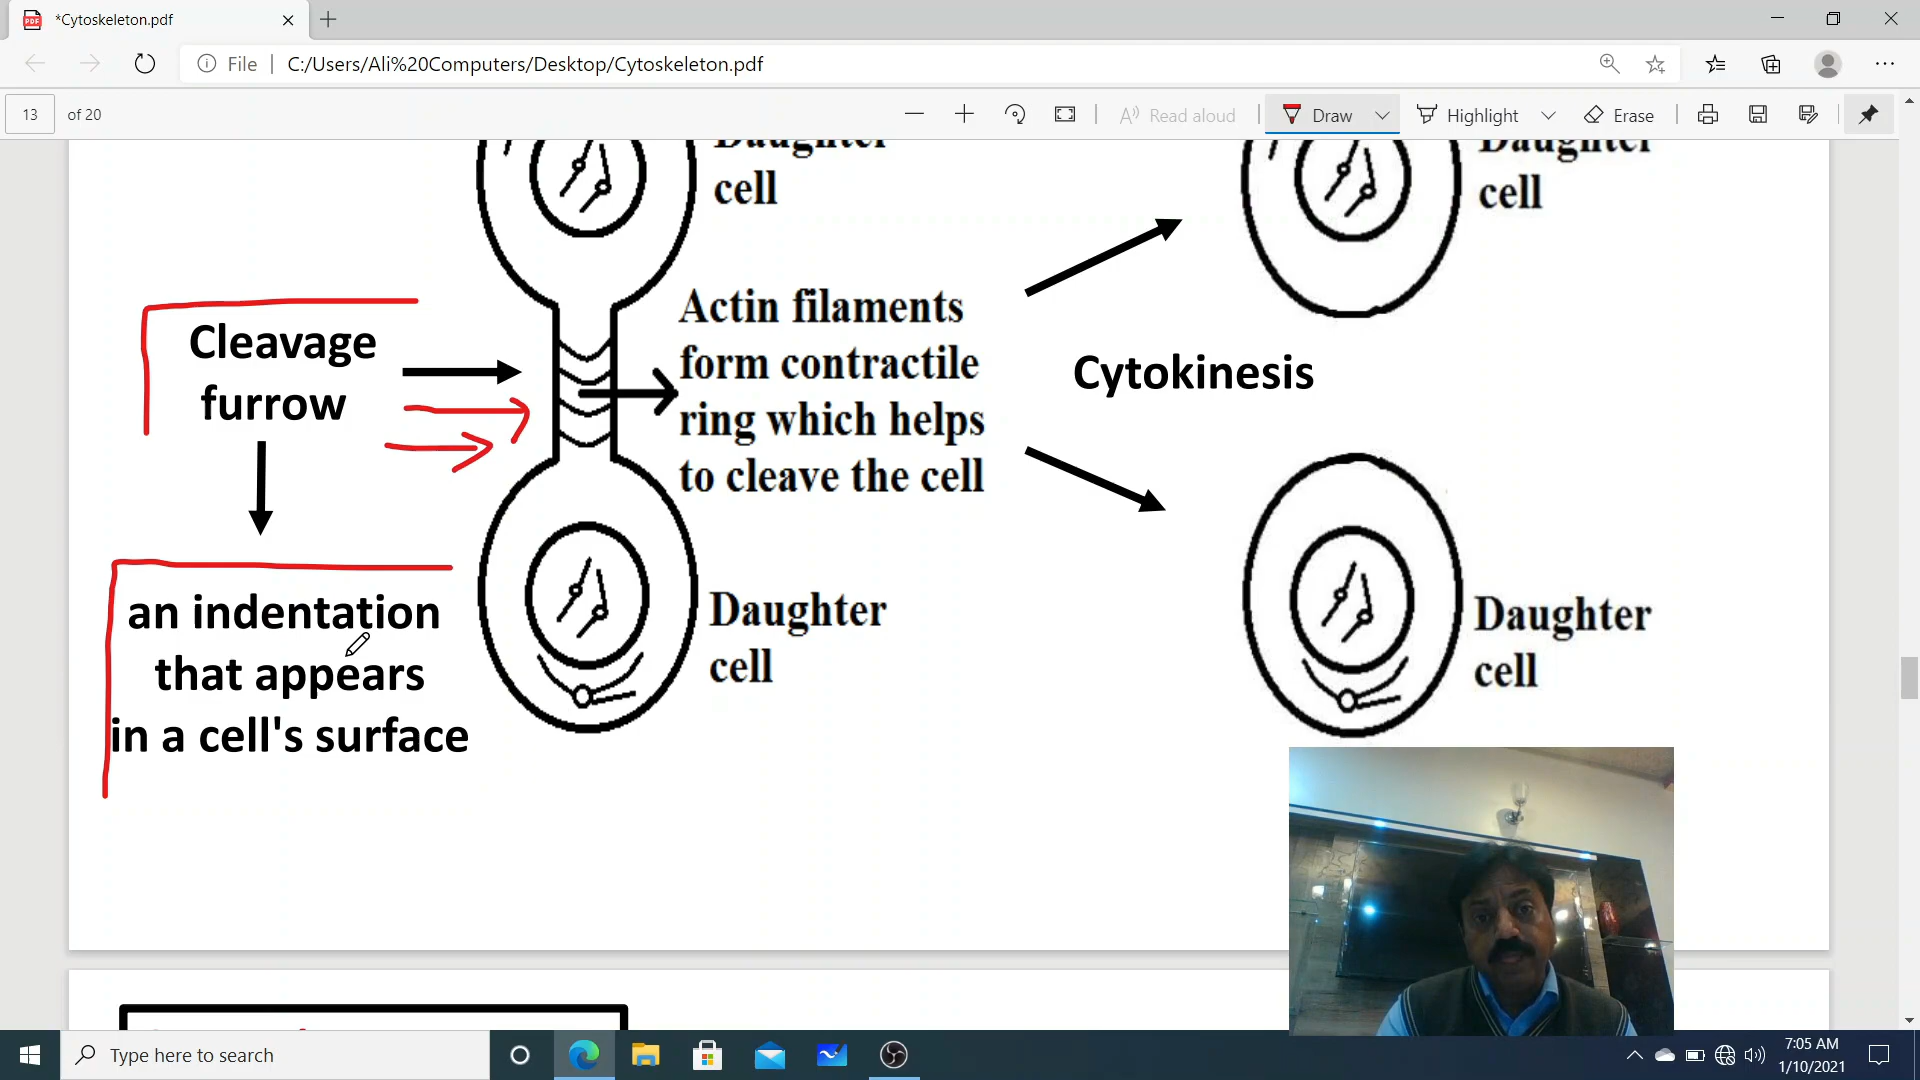 *Cytoskeleton.pdf
File
C:/Users/Ali%20Computers/Desktop/Cytoskeleton.pdf
13
of 20
Read aloud
Draw
Highlight
Erase
Daughter
cell
Daughter
cell
Cleavage
furrow
Actin filaments
form contractile
ring which helps
to cleave the cell
Cytokinesis
an indentation
that appears
in a cell's surface
Daughter
cell
Daughter
cell
Type here to search
7:05 AM
1/10/2021